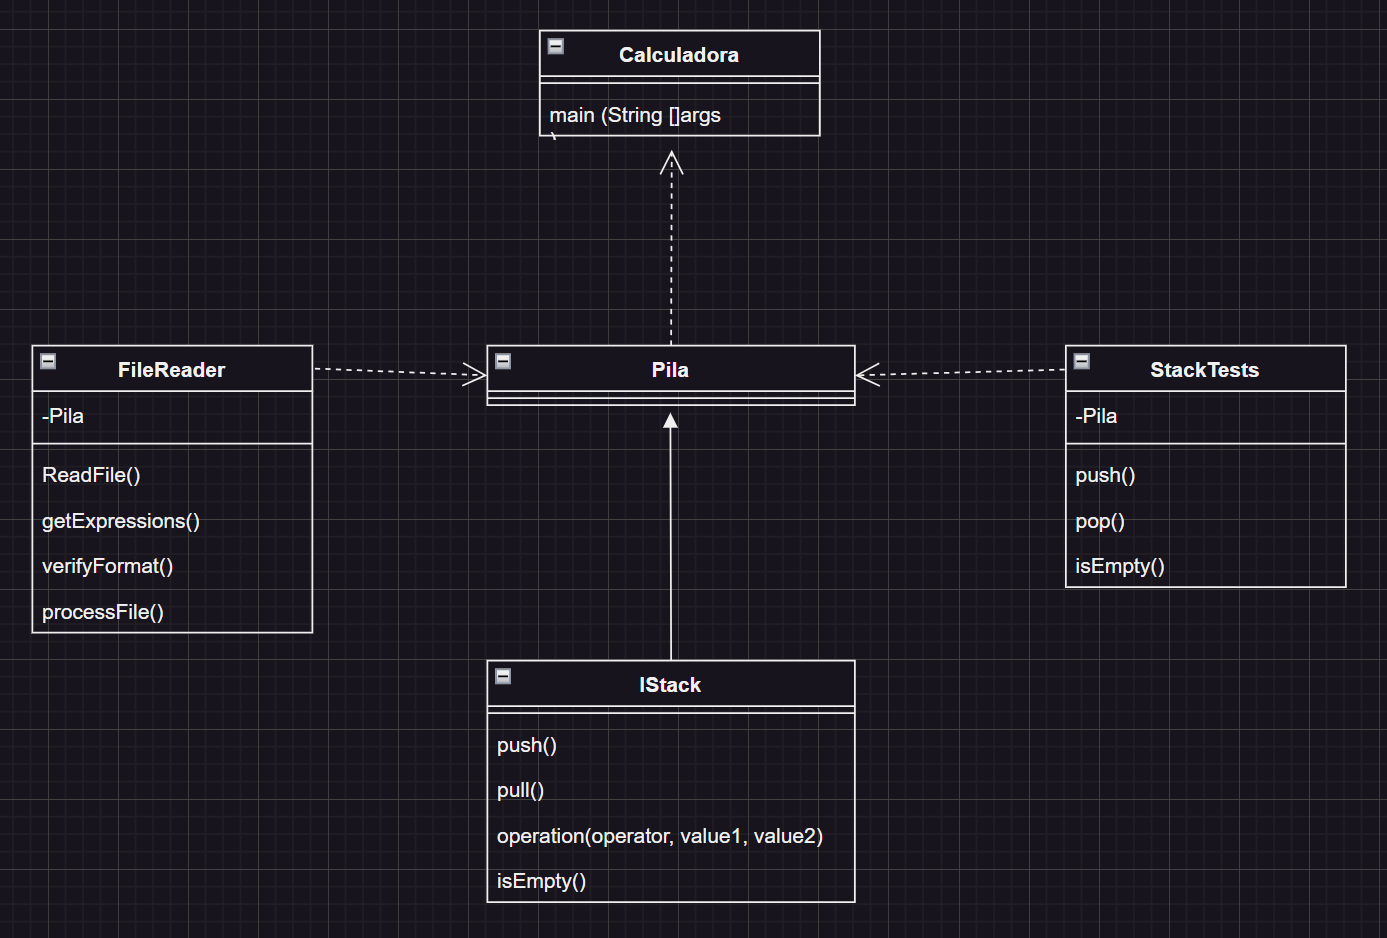 Calculadora
main (String []args
)
FileReader
-Pila
ReadFile()
getExpressions()
verifyFormat()
processFile()
Pila
StackTests
-Pila
push()
pop()
isEmpty()
IStack
push()
pull()
operation(operator, value1, value2)
isEmpty()